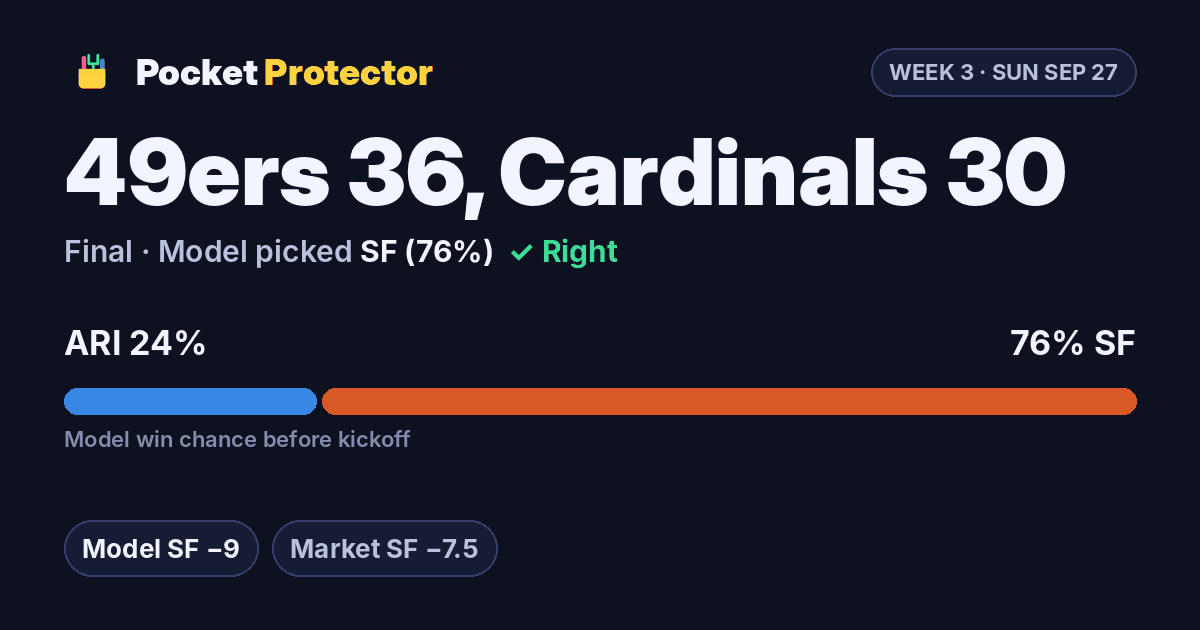 Pocket Protector
WEEK 3 · SUN SEP 27
49ers 36, Cardinals 30
Final · Model picked SF (76%) ✓ Right
ARI 24%
76% SF
Model win chance before kickoff
Model SF −9
Market SF −7.5